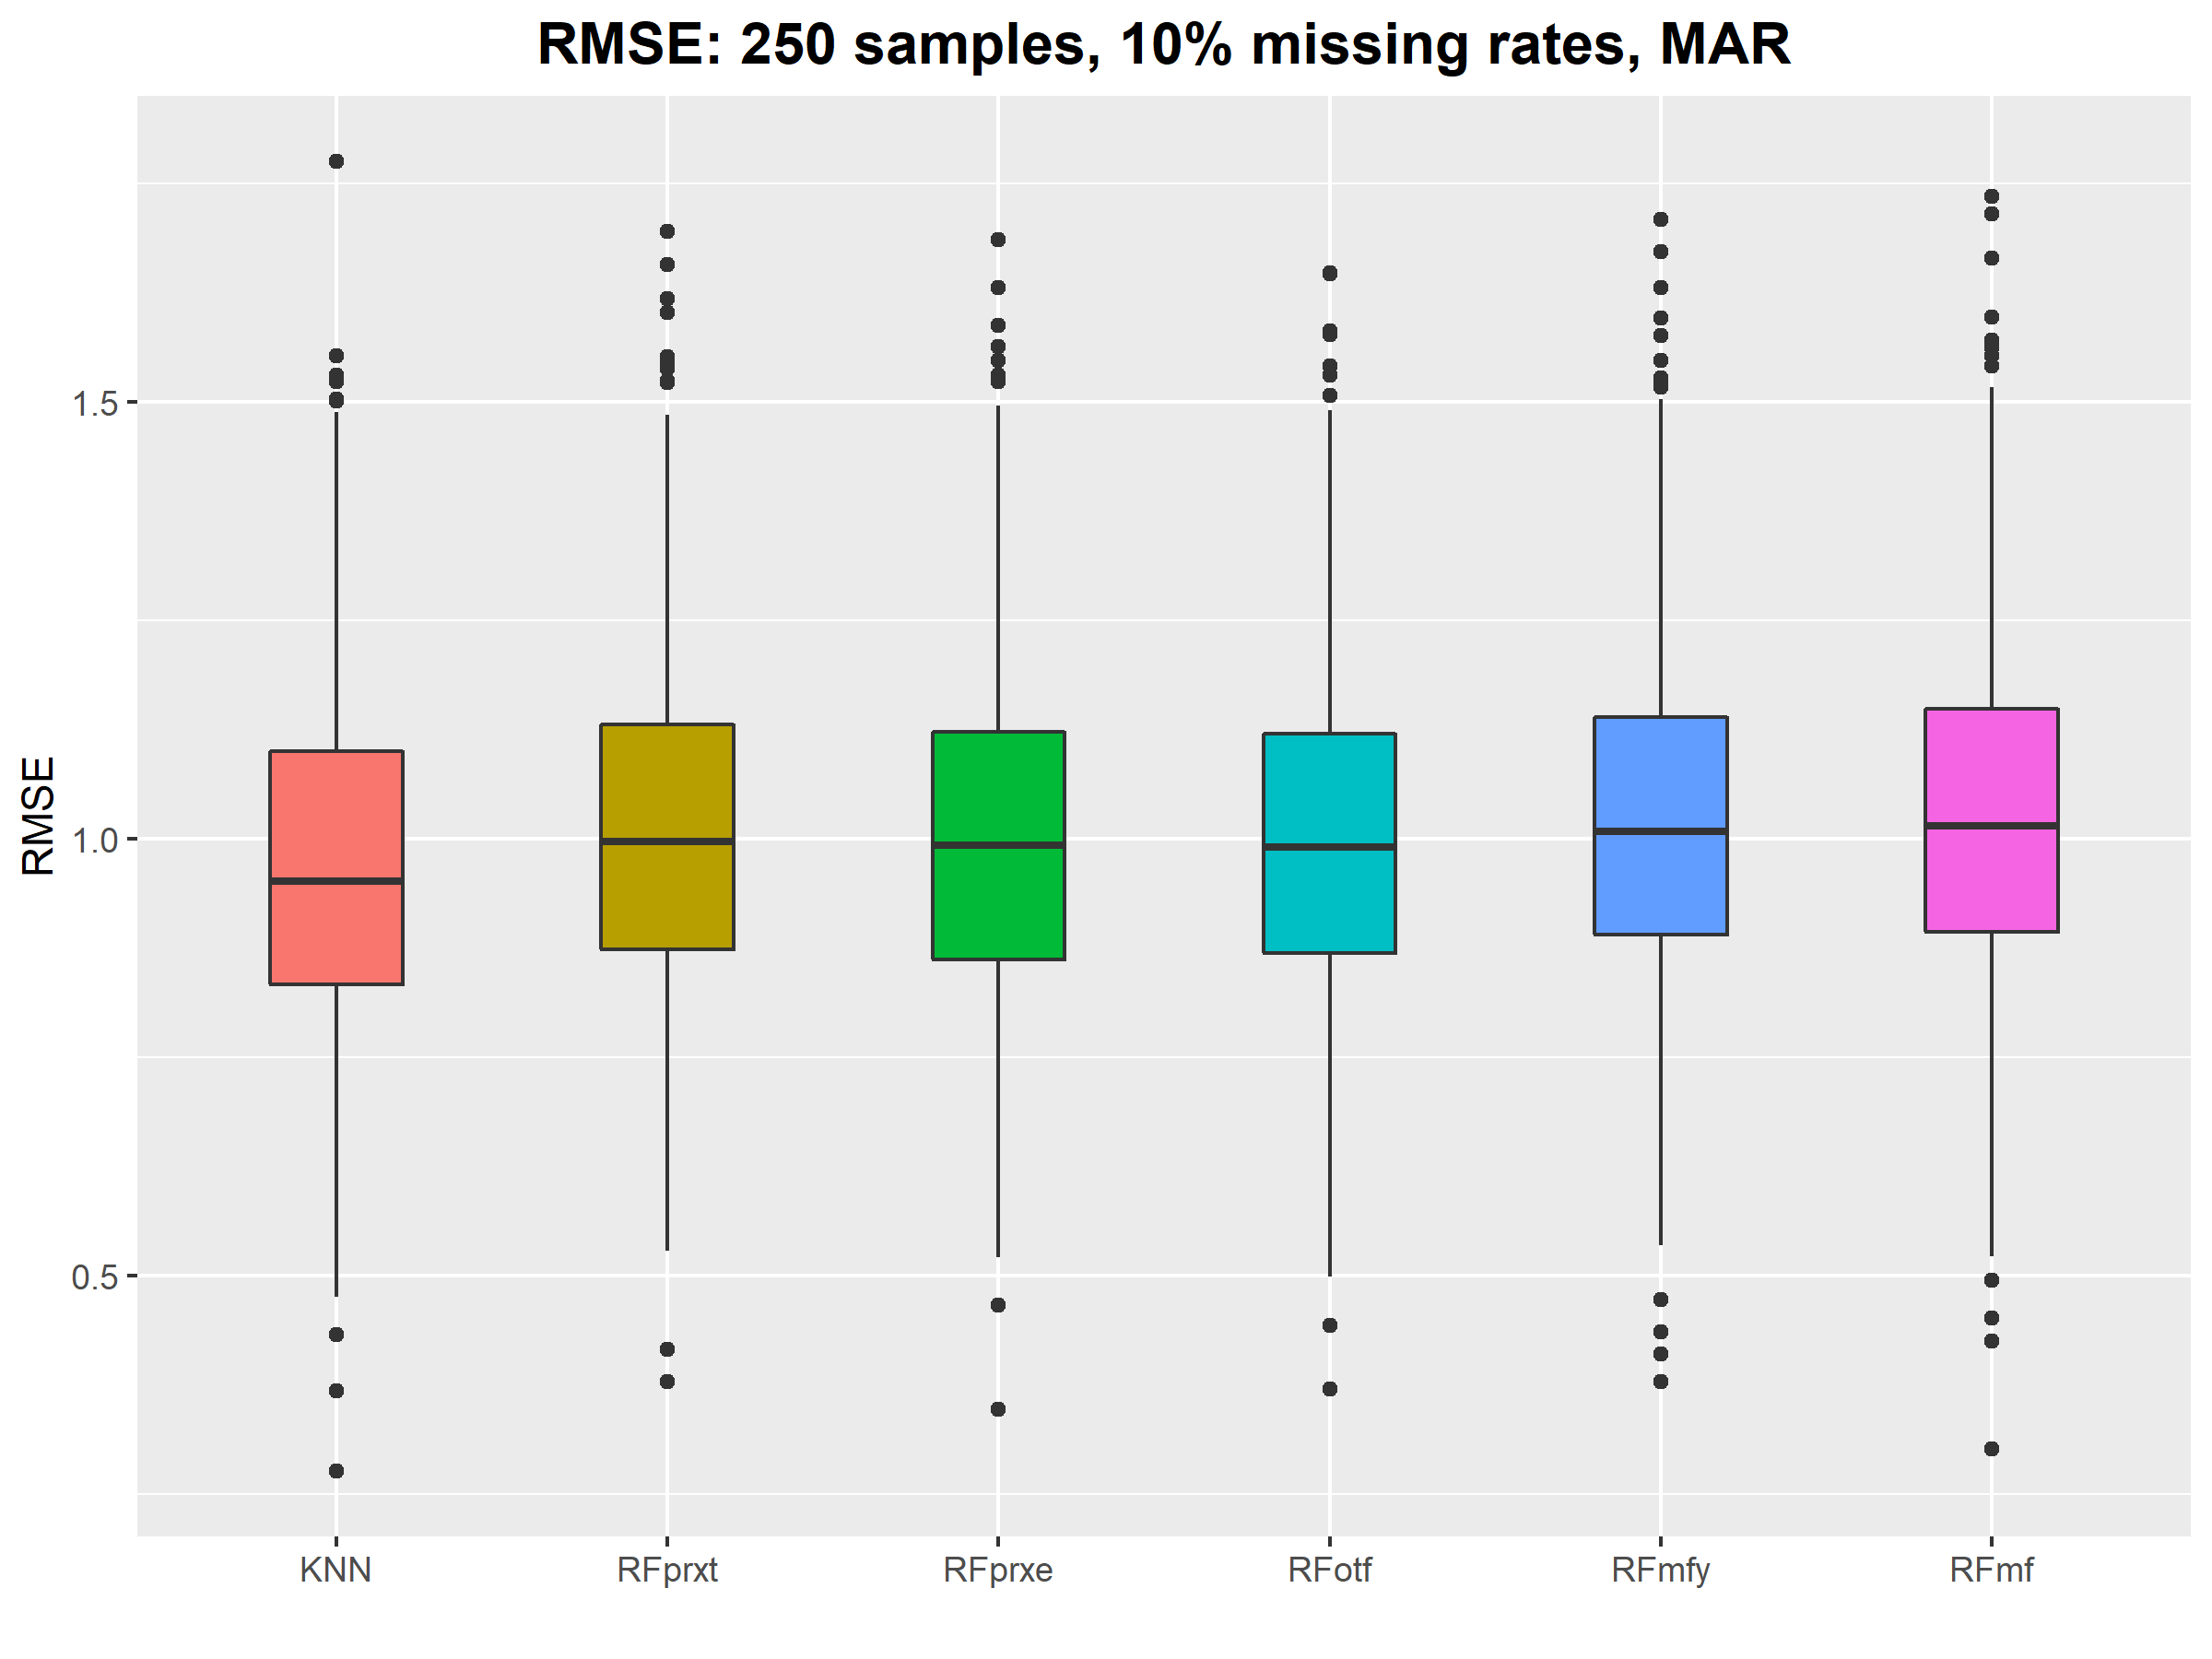 RMSE: 250 samples, 10% missing rates, MAR
RMSE
1.5
1.0
0.5
KNN RFprxt RFprxe RFotf RFmfy RFmf